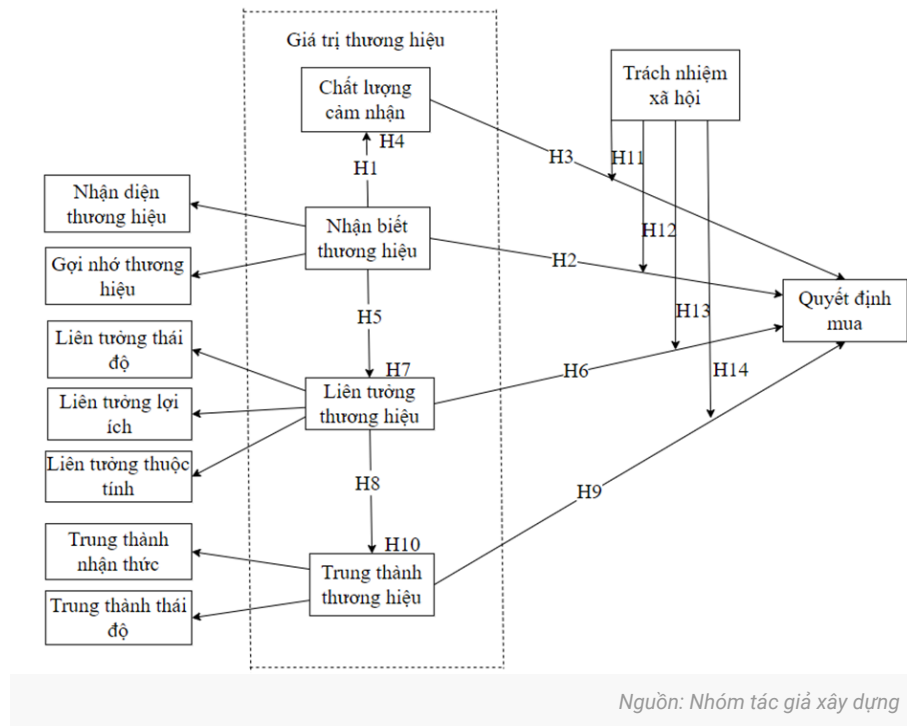 Giá trị thương hiệu
Chất lượng
cảm nhận
Trách nhiệm
xã hội
H4
H1
H3
H11
Nhận diện
thương hiệu
Nhận biết
thương hiệu
H12
H2
Gợi nhớ thương
hiệu
Quyết định
mua
H5
H13
Liên tưởng thái
độ
H7
H6
H14
Liên tưởng thương hiệu
Liên tưởng lợi
ích
Liên tưởng thuộc
tính
H8
H9
Trung thành
nhận thức
H10
Trung thành
thương hiệu
Trung thành thái
độ
Nguồn: Nhóm tác giả xây dựng